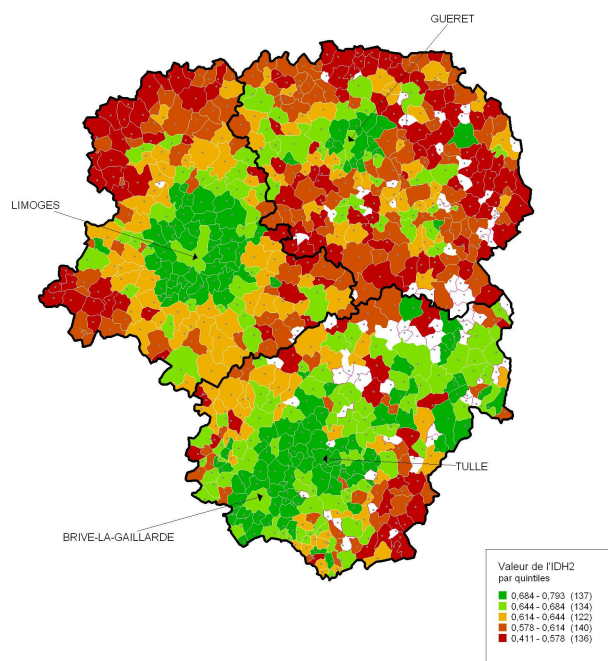 GUERET
LIMOGES
TULLE
BRIVE-LA-GAILLARDE
Valeur de l'IDH2
par quintiles
0,684 - 0,793 (137)
0,644 - 0,684 (134)
0,614 - 0,644 (122)
0,578 - 0,614 (140)
0,411 - 0,578 (136)